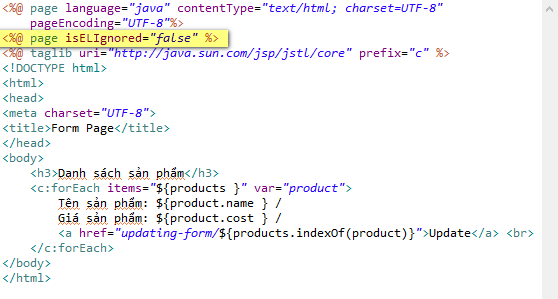 <%@ page language="java" contentType="text/html; charset=UTF-8"
pageEncoding="UTF-8"%>
<%@ page isELIgnored="false" %>
<%@ taglib uri="http://java.sun.com/jsp/jstl/core" prefix="c" %>
<!DOCTYPE html>
<html>
<head>
<meta charset="UTF-8">
<title>Form Page</title>
</head>
<body>
<h3>Danh sách sản phẩm</h3>
<c:forEach items="${products }" var="product">
Tên sản phẩm: ${product.name } /
Giá sản phẩm: ${product.cost } /
<a href="updating-form/${products.indexOf(product)}">Update</a> <br>
</c:forEach>
</body>
</html>